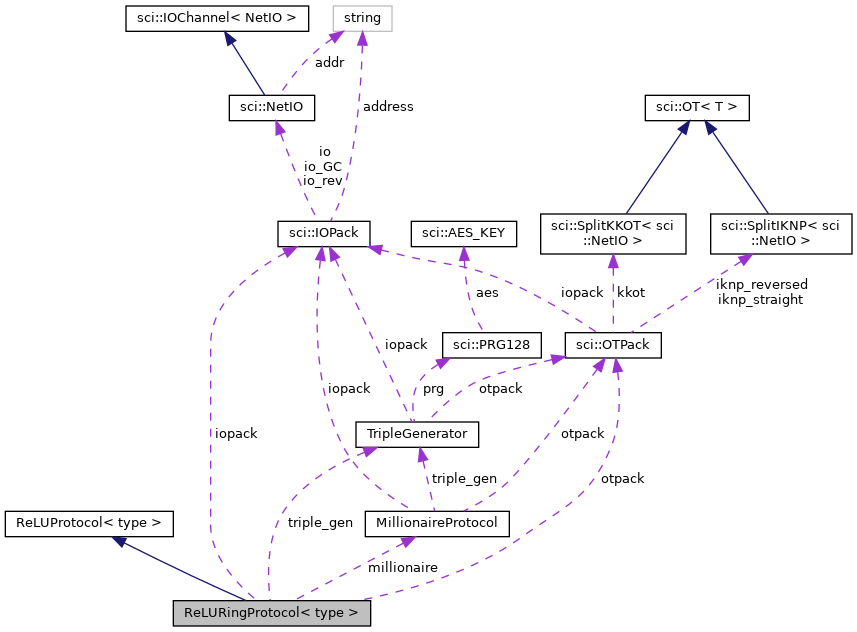 sci::IOChannel< NetIO >
string
addr
sci::NetIO
sci::OT< T >
address
io
io_GC
io_rev
sci::IOPack
sci::AES_KEY
sci::SplitKKOT< sci
::NetIO >
sci::SplitIKNP< sci
::NetIO >
aes
iopack
kkot
iknp_reversed
iknp_straight
iopack
sci::PRG128
sci::OTPack
iopack
prg
otpack
iopack
TripleGenerator
otpack
triple_gen
otpack
ReLUProtocol< type >
triple_gen
MillionaireProtocol
millionaire
ReLURingProtocol< type >